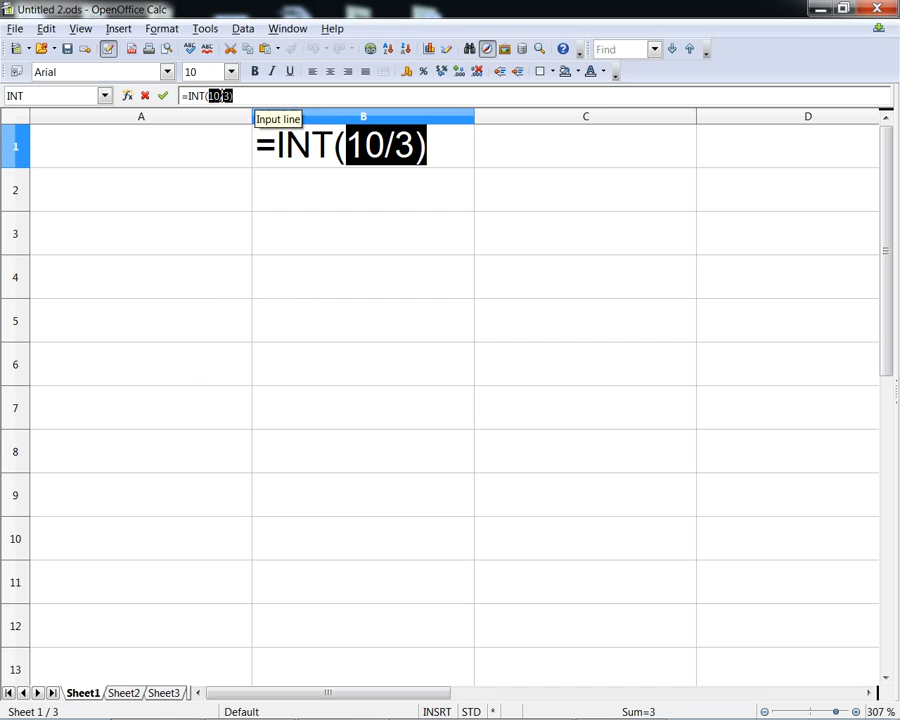 Untitled 2.ods - OpenOffice Calc
File Edit View Insert Format Tools Data Window Help
Find
Arial 10
INT =INT(10/3)
A B C D
Input line
1 =INT(10/3)
2
3
4
5
6
7
8
9
10
11
12
13
Sheet1 Sheet2 Sheet3
Sheet 1 / 3 Default INSRT STD * Sum=3 307 %